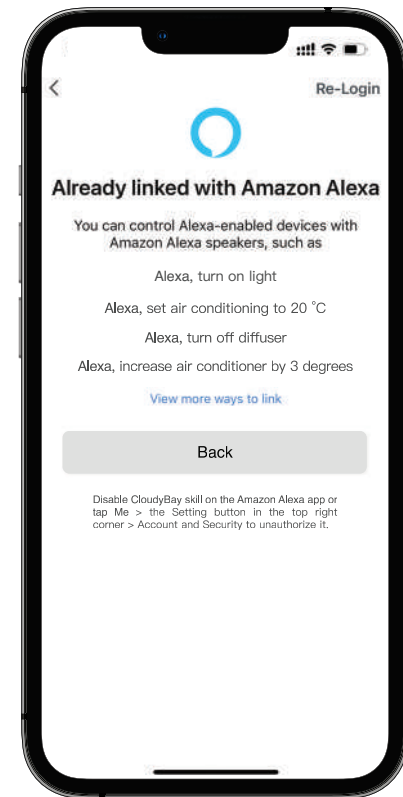 Re-Login
Already linked with Amazon Alexa
You can control Alexa-enabled devices with
Amazon Alexa speakers, such as
Alexa, turn on light
Alexa, set air conditioning to 20 °C
Alexa, turn off diffuser
Alexa, increase air conditioner by 3 degrees
View more ways to link
Back
Disable CloudyBay skill on the Amazon Alexa app or
tap Me > the Setting button in the top right
corner > Account and Security to unauthorize it.